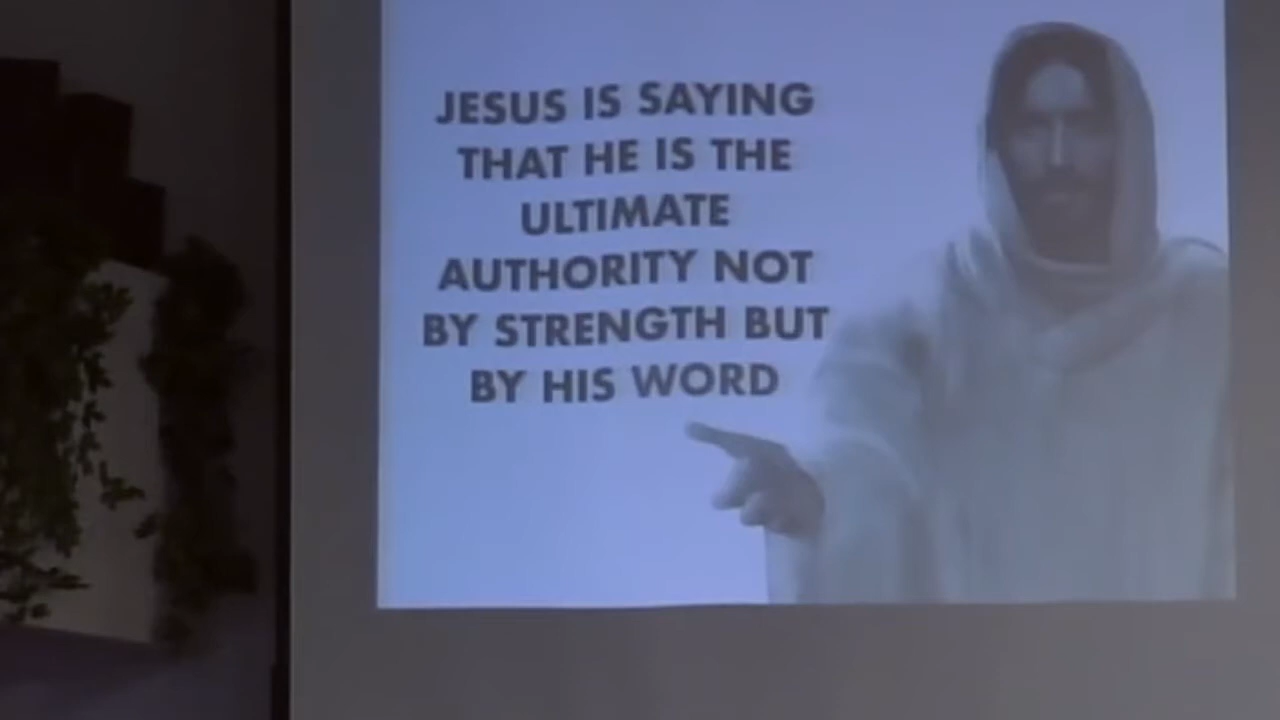 JESUS IS SAYING
THAT HE IS THE
ULTIMATE
AUTHORITY NOT
BY STRENGTH BUT
BY HIS WORD